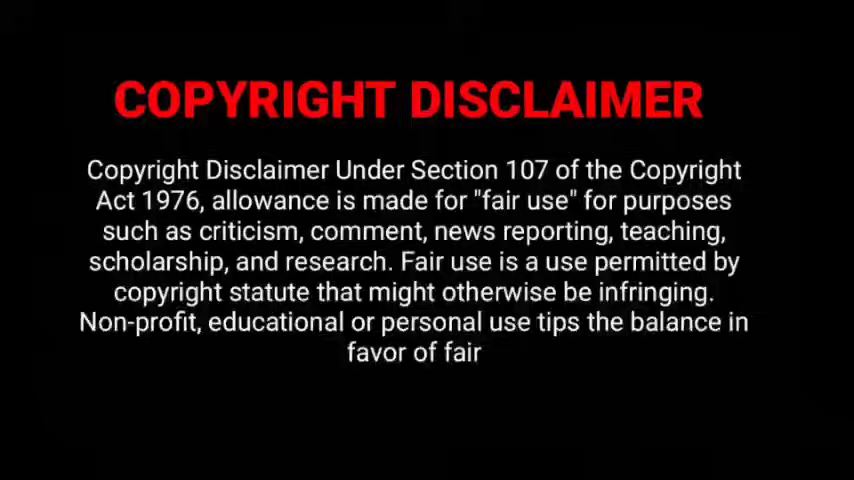 COPYRIGHT DISCLAIMER
Copyright Disclaimer Under Section 107 of the Copyright
Act 1976, allowance is made for "fair use" for purposes
such as criticism, comment, news reporting, teaching,
scholarship, and research. Fair use is a use permitted by
copyright statute that might otherwise be infringing.
Non-profit, educational or personal use tips the balance in
favor of fair